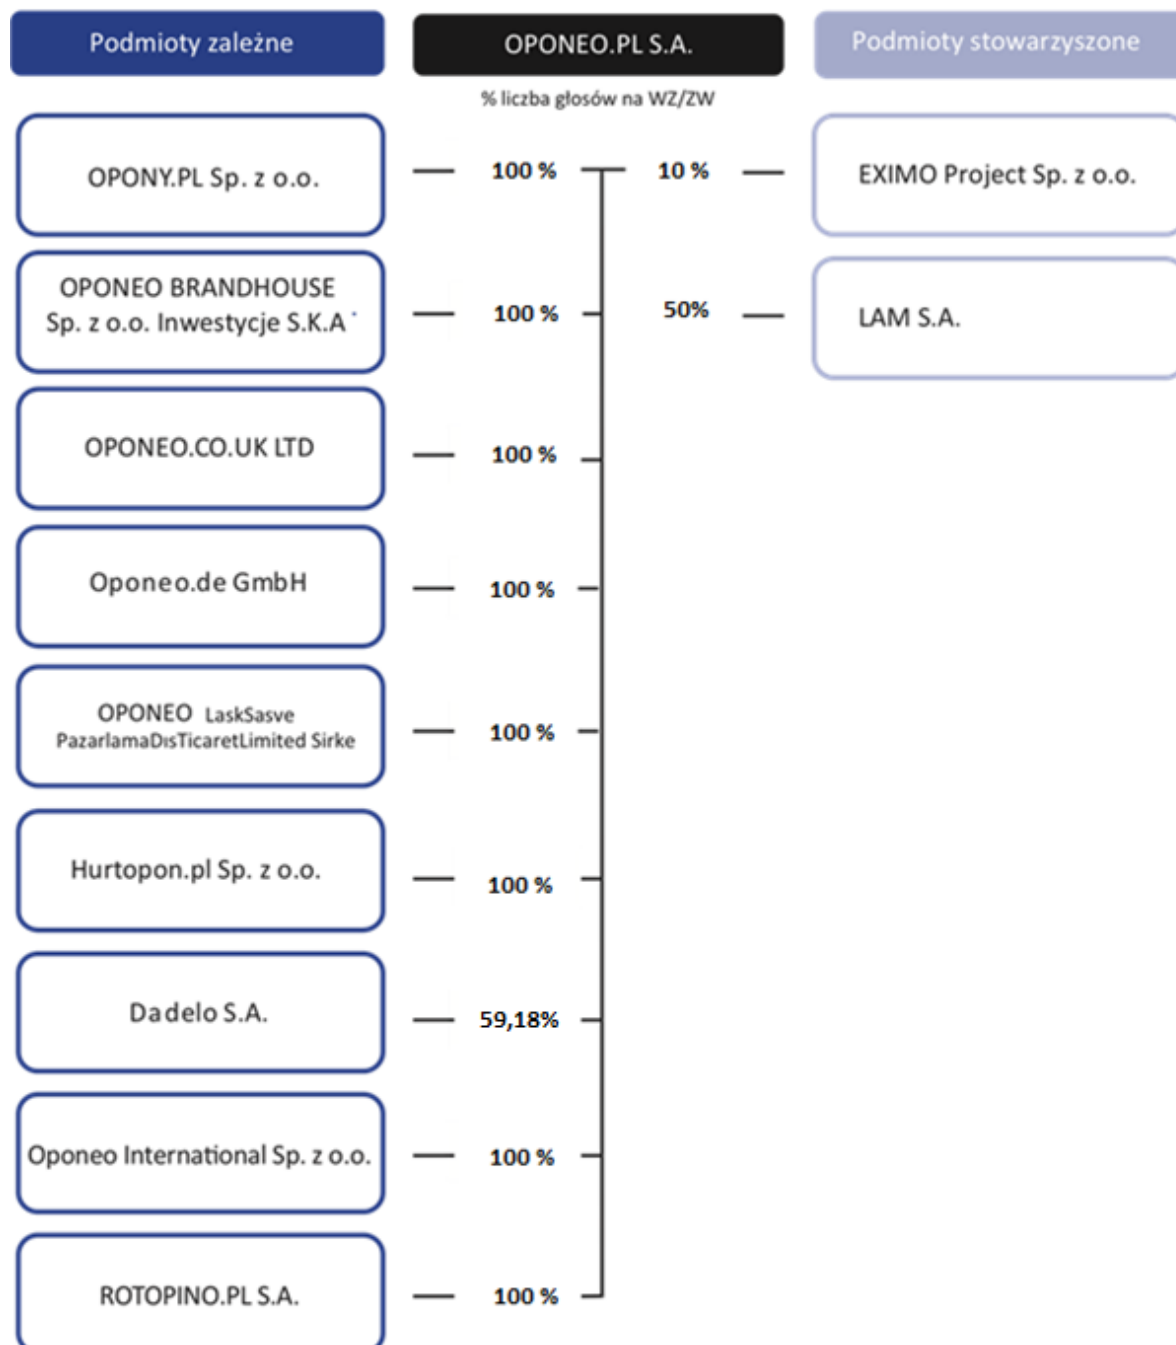 Podmioty zależne
OPONEO.PL S.A.
Podmioty stowarzyszone
% liczba głosów na WZ/ZW
OPONY.PL Sp. z o.o.
100 %
10 %
EXIMO Project Sp. z o.o.
OPONEO BRANDHOUSE
Sp. z o.o. Inwestycje S.K.A
100 %
50%
LAM S.A.
OPONEO.CO.UK LTD
100 %
Oponeo.de GmbH
100 %
OPONEO LaskSasve
PazarlamaDısTicaretLimited Sirke
100 %
Hurtopon.pl Sp. z o.o.
100 %
Dadelo S.A.
59,18%
Oponeo International Sp. z o.o.
100 %
ROTOPINO.PL S.A.
100 %